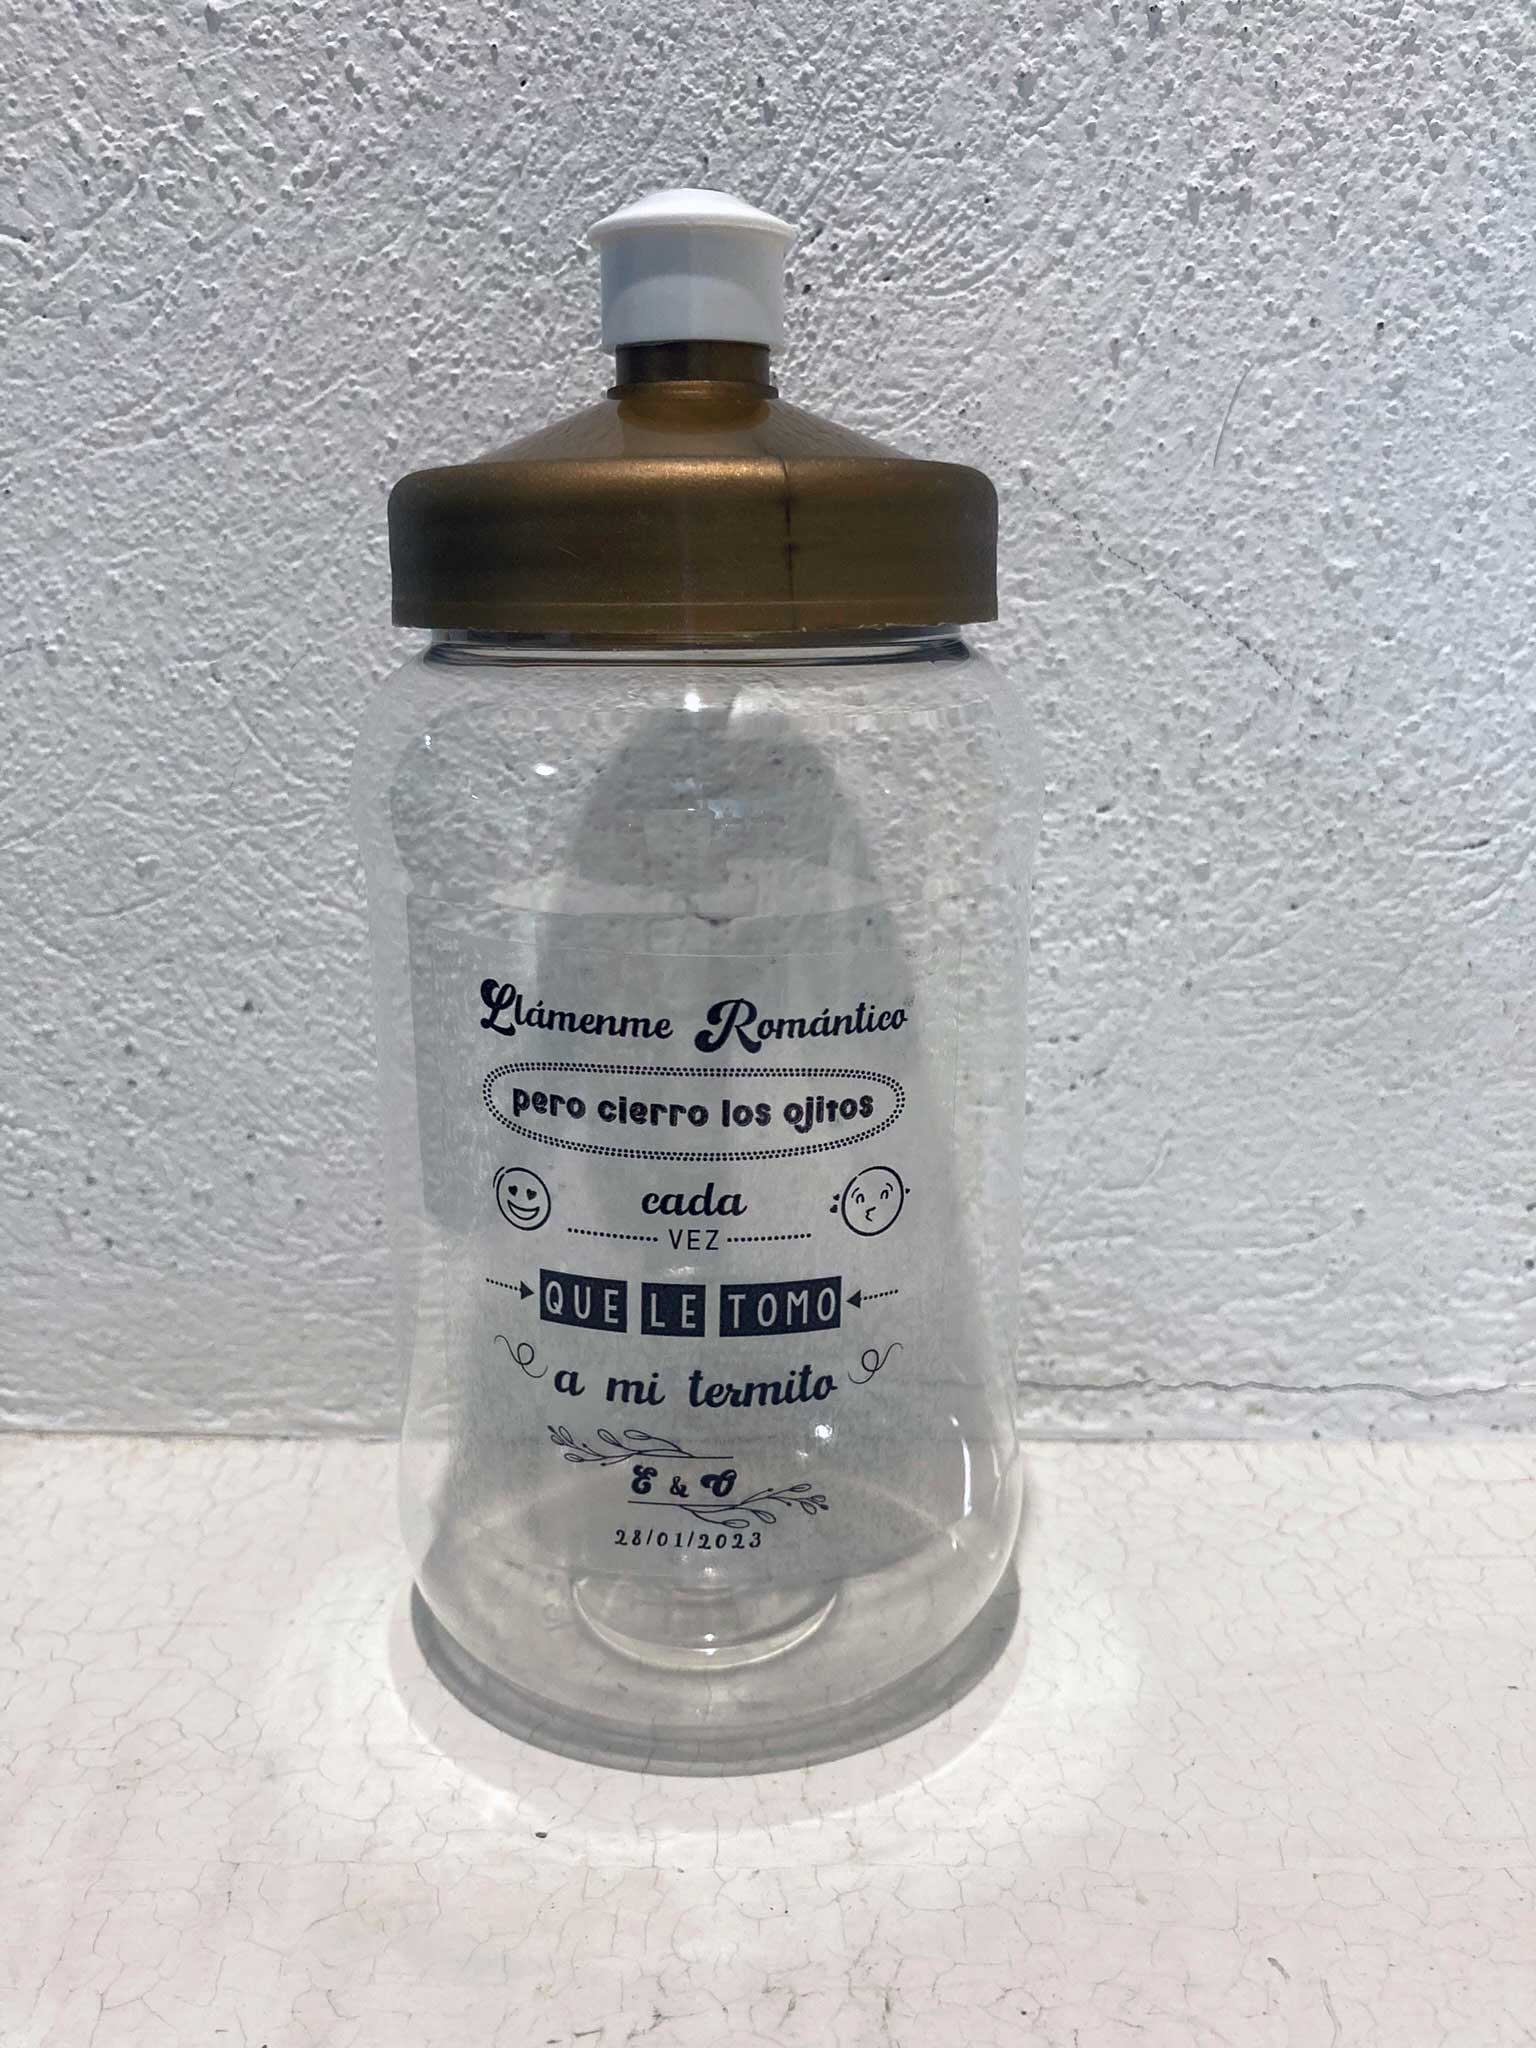 Llámenme Romántico
pero cierro los ojitos
cada
VEZ
QUE LE TOMO
a mi termito
E & O
28/01/2023